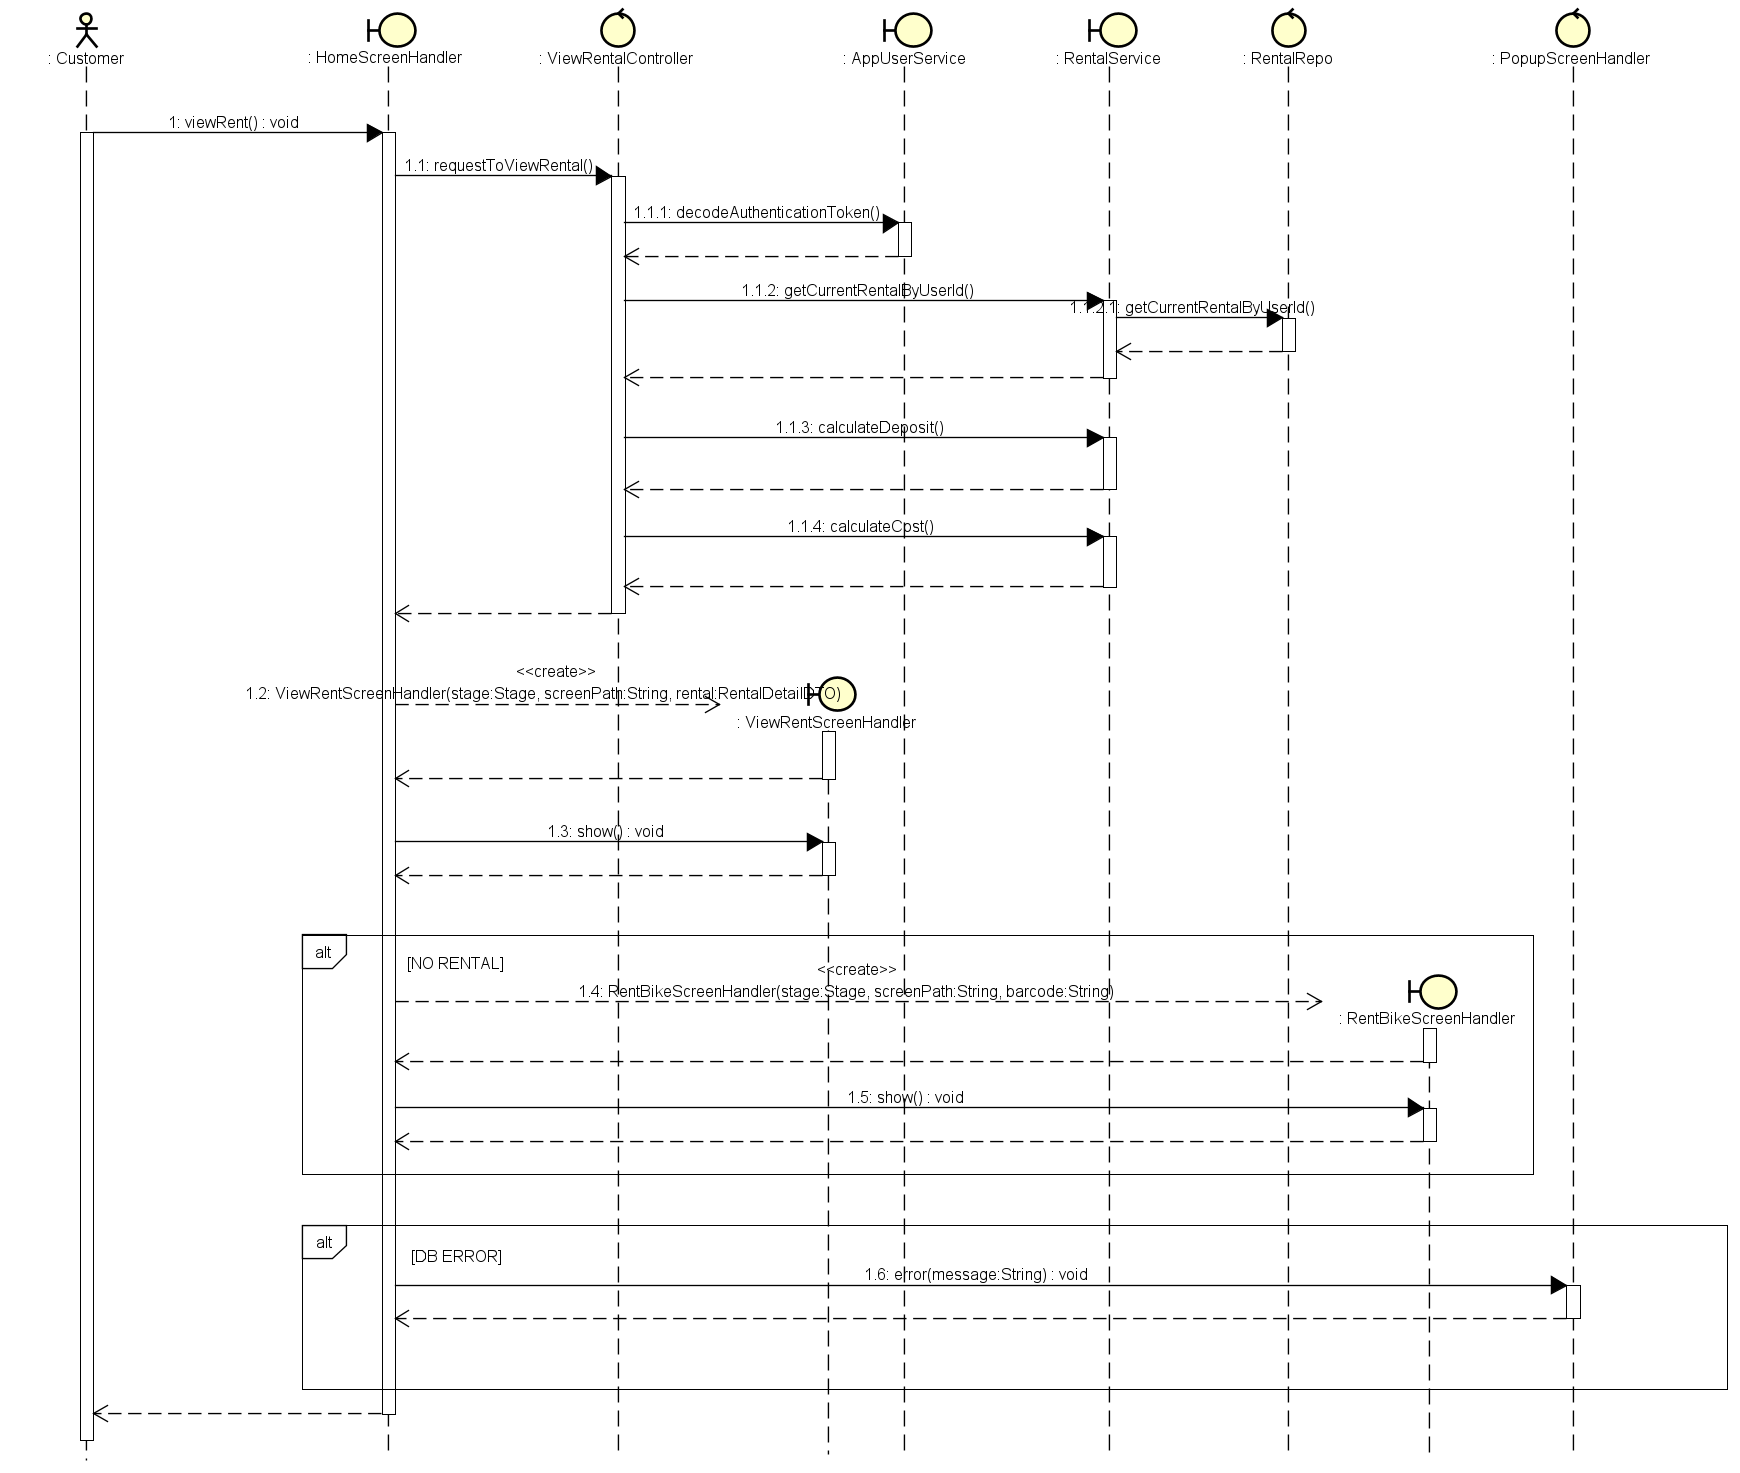 : Customer
: HomeScreenHandler
: ViewRentalController
: AppUserService
: RentalService
: RentalRepo
: PopupScreenHandler
1: viewRent() : void
1.1: requestToViewRental()
1.1.1: decodeAuthenticationToken()
1.1.2: getCurrentRentalByUserId()
1.1.2.1: getCurrentRentalByUserId()
1.1.3: calculateDeposit()
1.1.4: calculateCost()
<<create>>
1.2: ViewRentScreenHandler(stage:Stage, screenPath:String, rental:RentalDetailDTO)
: ViewRentScreenHandler
1.3: show() : void
alt
[NO RENTAL]
<<create>>
1.4: RentBikeScreenHandler(stage:Stage, screenPath:String, barcode:String)
: RentBikeScreenHandler
1.5: show() : void
alt
[DB ERROR]
1.6: error(message:String) : void